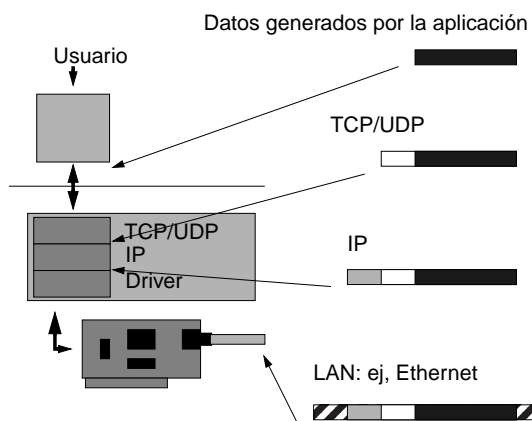 Datos generados por la aplicación
Usuario
TCP/UDP
TCP/UDP
IP
IP
Driver
LAN: ej, Ethernet